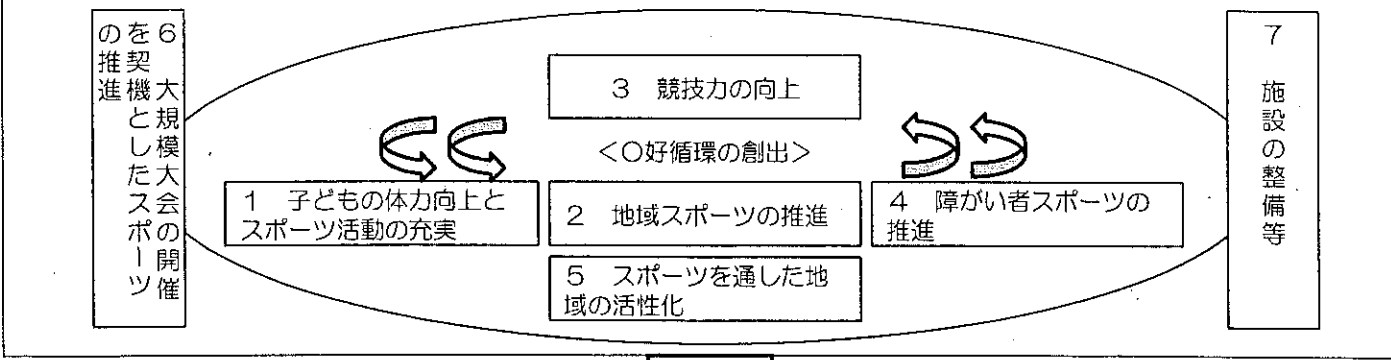 6 大規模大会の開催
を契機としたスポーツ
の推進
3 競技力の向上
<○好循環の創出>
1 子どもの体力向上と
スポーツ活動の充実
2 地域スポーツの推進
4 障がい者スポーツの
推進
5 スポーツを通した地
域の活性化
7 施設の整備等